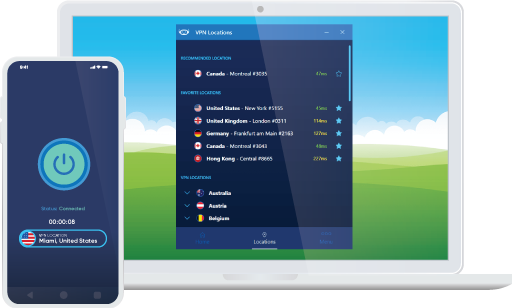 VPN Locations
RECOMMENDED LOCATION
Canada - Montreal #3035 37ms
FAVORITE LOCATIONS
United States - New York #5155 45ms
United Kingdom - London #0311 114ms
Germany - Frankfurt am Main #2163 127ms
Canada - Montreal #3043 40ms
Hong Kong - Central #8665 227ms
VPN LOCATIONS
Australia
Austria
Belgium
Locations
9:41
Status: Connected
00:00:08
VPN LOCATION
Miami, United States